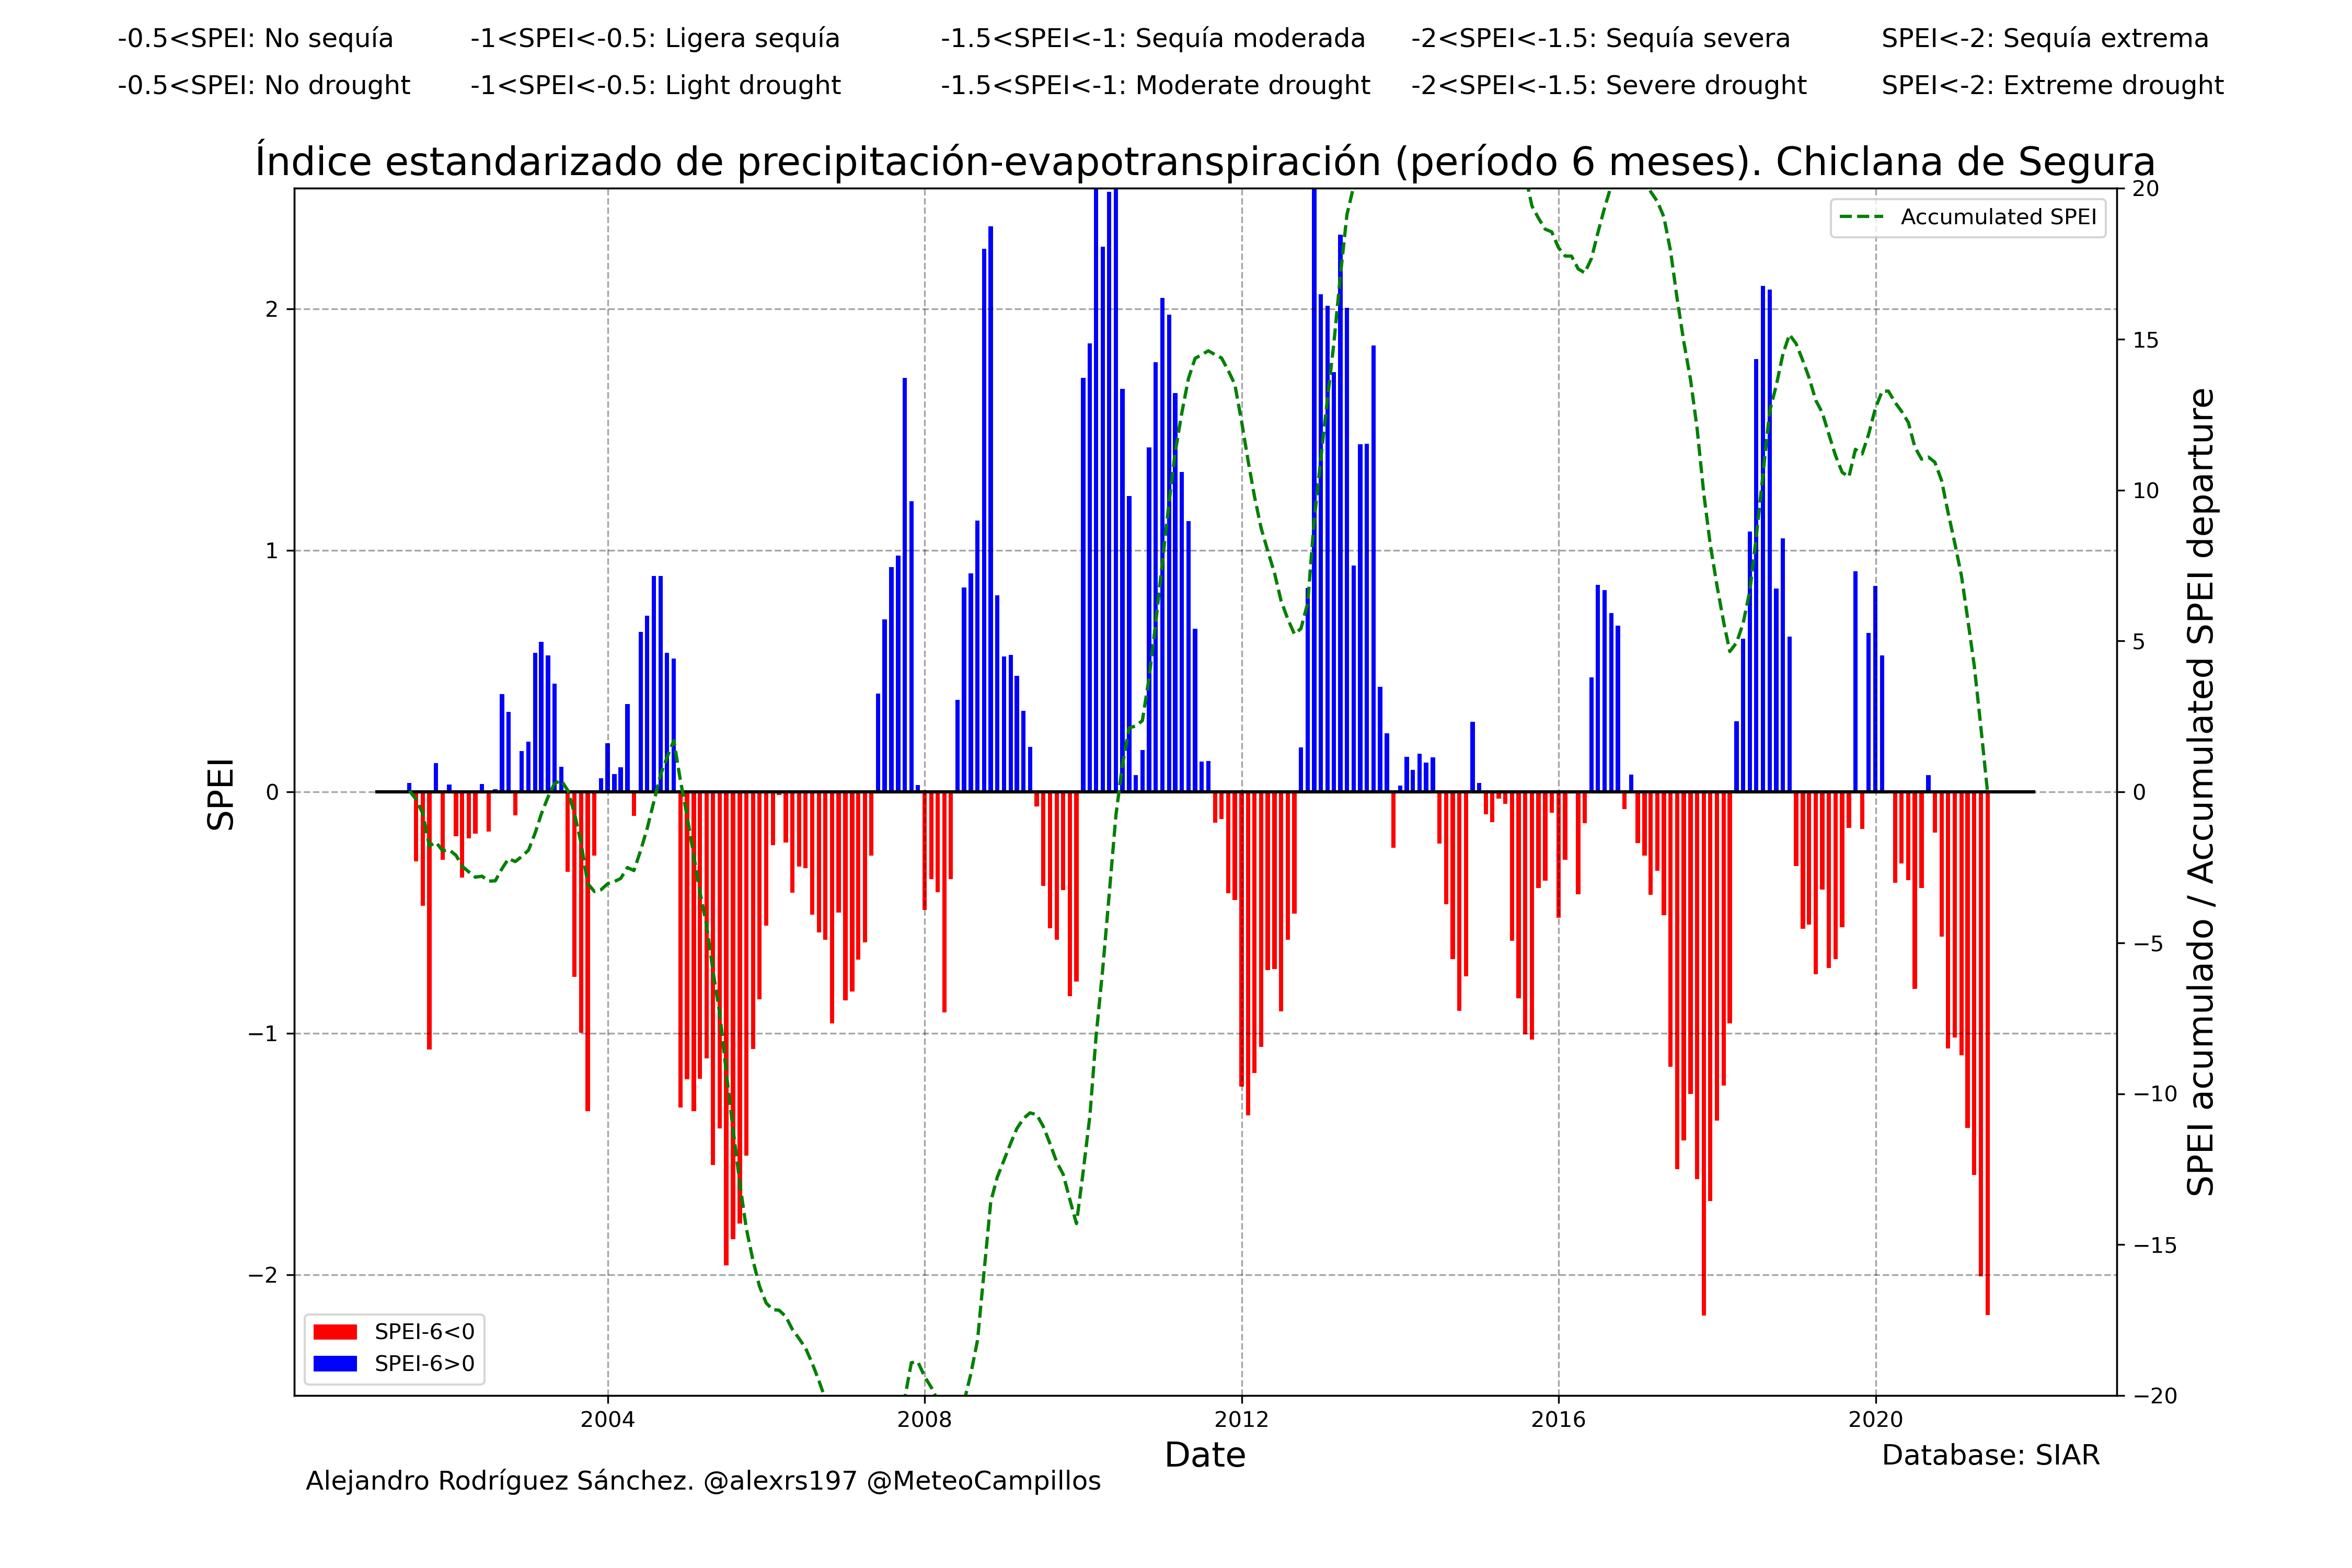 -0.5<SPEI: No sequía -1<SPEI<-0.5: Ligera sequía -1.5<SPEI<-1: Sequía moderada -2<SPEI<-1.5: Sequía severa SPEI<-2: Sequía extrema
-0.5<SPEI: No drought -1<SPEI<-0.5: Light drought -1.5<SPEI<-1: Moderate drought -2<SPEI<-1.5: Severe drought SPEI<-2: Extreme drought
Índice estandarizado de precipitación-evapotranspiración (período 6 meses). Chiclana de Segura
Accumulated SPEI
2
1
0
−1
−2
SPEI
20
15
10
5
0
−5
−10
−15
−20
SPEI acumulado / Accumulated SPEI departure
SPEI-6<0
SPEI-6>0
2004 2008 2012 2016 2020
Date
Database: SIAR
Alejandro Rodríguez Sánchez. @alexrs197 @MeteoCampillos